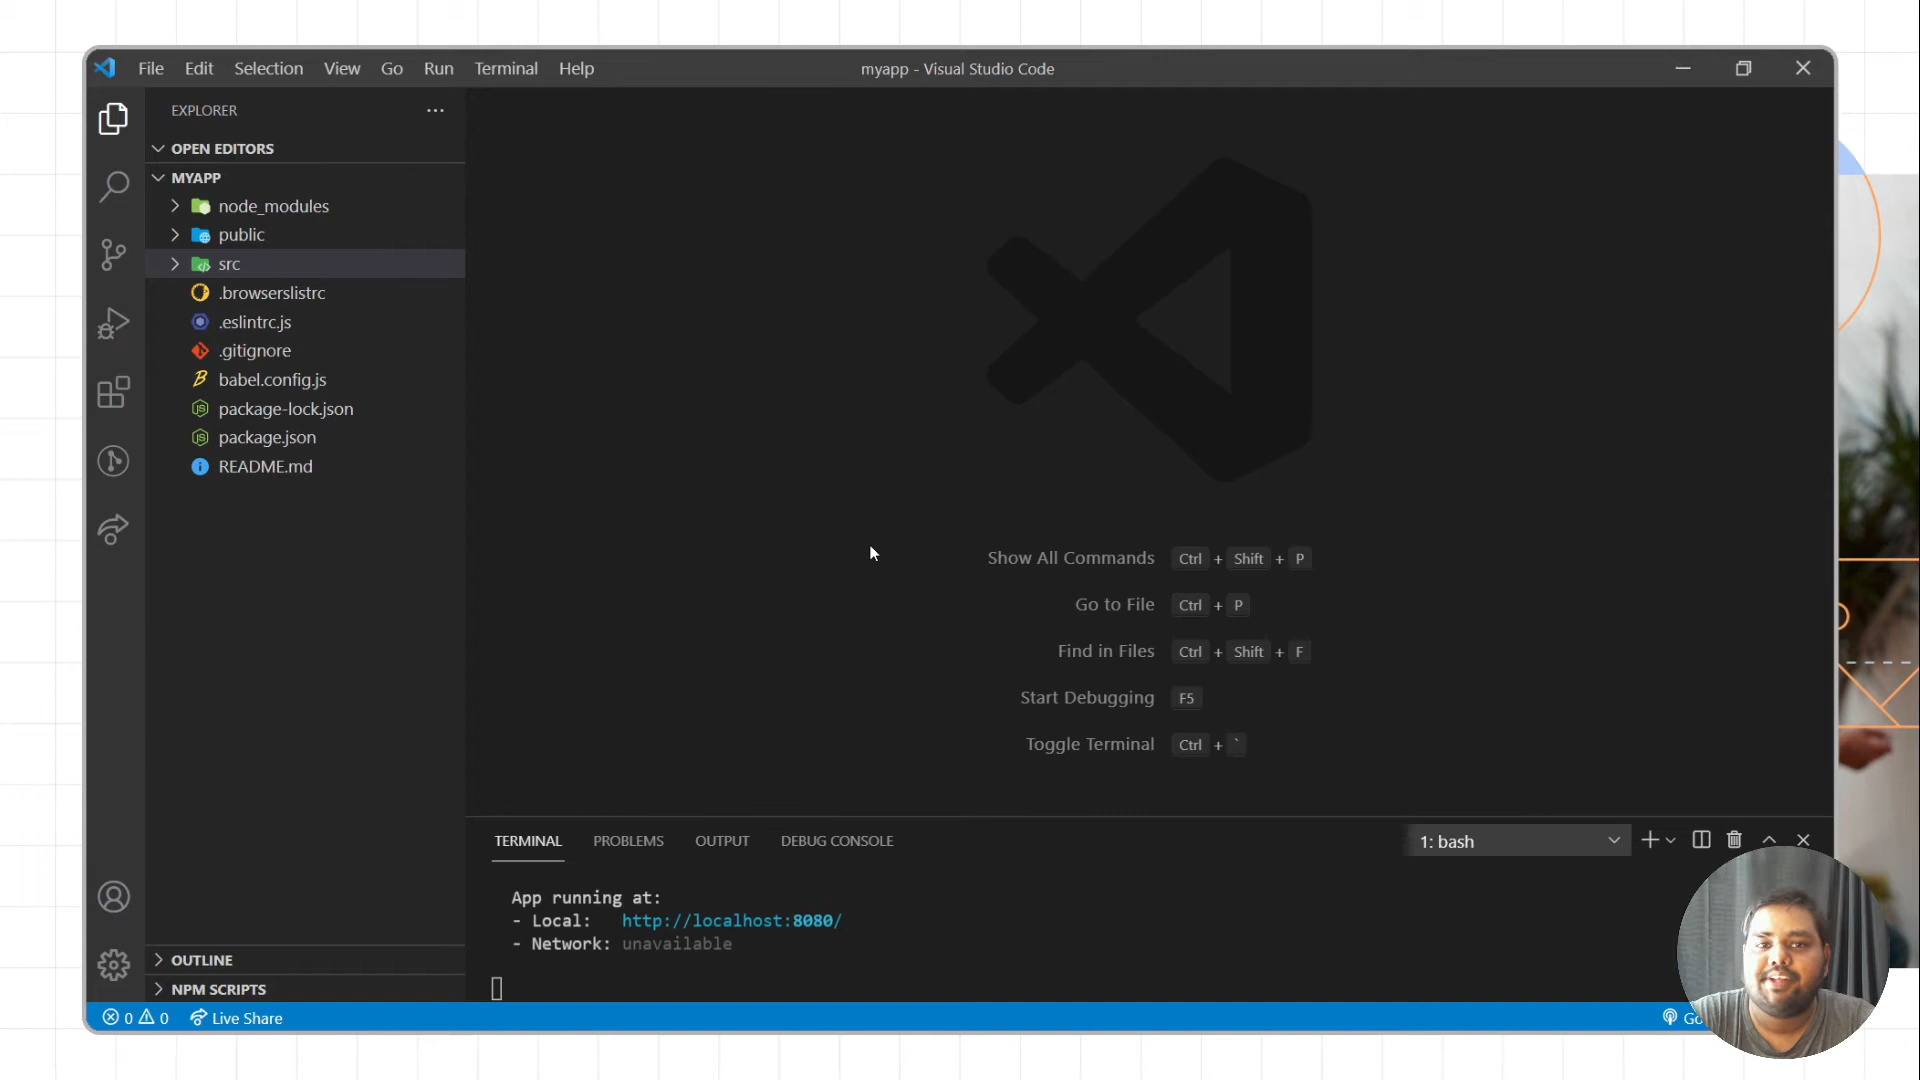 File Edit Selection View Go Run Terminal Help
myapp - Visual Studio Code
EXPLORER
OPEN EDITORS
MYAPP
node_modules
public
src
.browserslistrc
.eslintrc.js
.gitignore
babel.config.js
package-lock.json
package.json
README.md
OUTLINE
NPM SCRIPTS
Show All Commands Ctrl + Shift + P
Go to File Ctrl + P
Find in Files Ctrl + Shift + F
Start Debugging F5
Toggle Terminal Ctrl + `
TERMINAL PROBLEMS OUTPUT DEBUG CONSOLE
1: bash
App running at:
- Local: http://localhost:8080/
- Network: unavailable
0 0 Live Share